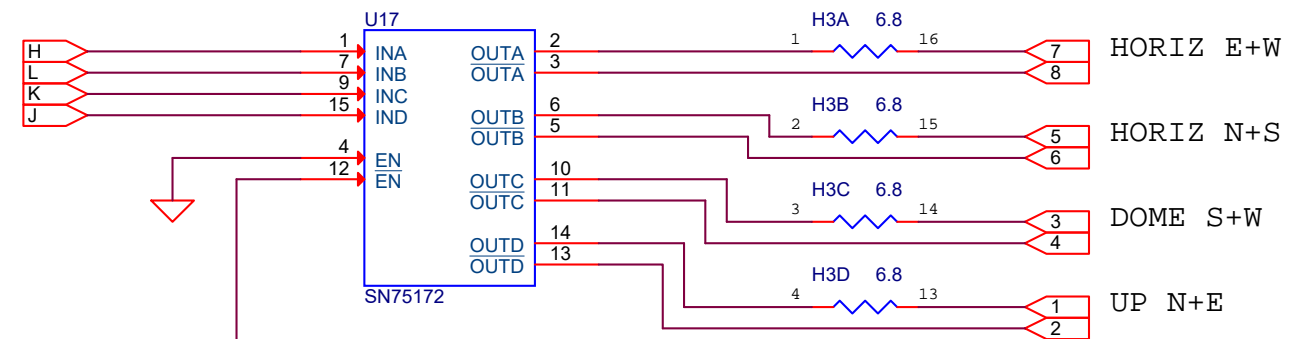 U17 H3A 6.8
H 1 INA OUTA 2 1 16 7 HORIZ E+W
L 7 INB OUTA 3 8
K 9 INC
J 15 IND OUTB 6 H3B 6.8
OUTB 5 2 15 5 HORIZ N+S
4 EN 6
12 EN OUTC 10 H3C 6.8
OUTC 11 3 14 3 DOME S+W
OUTD 14 4
OUTD 13 H3D 6.8
SN75172 4 13 1 UP N+E
2